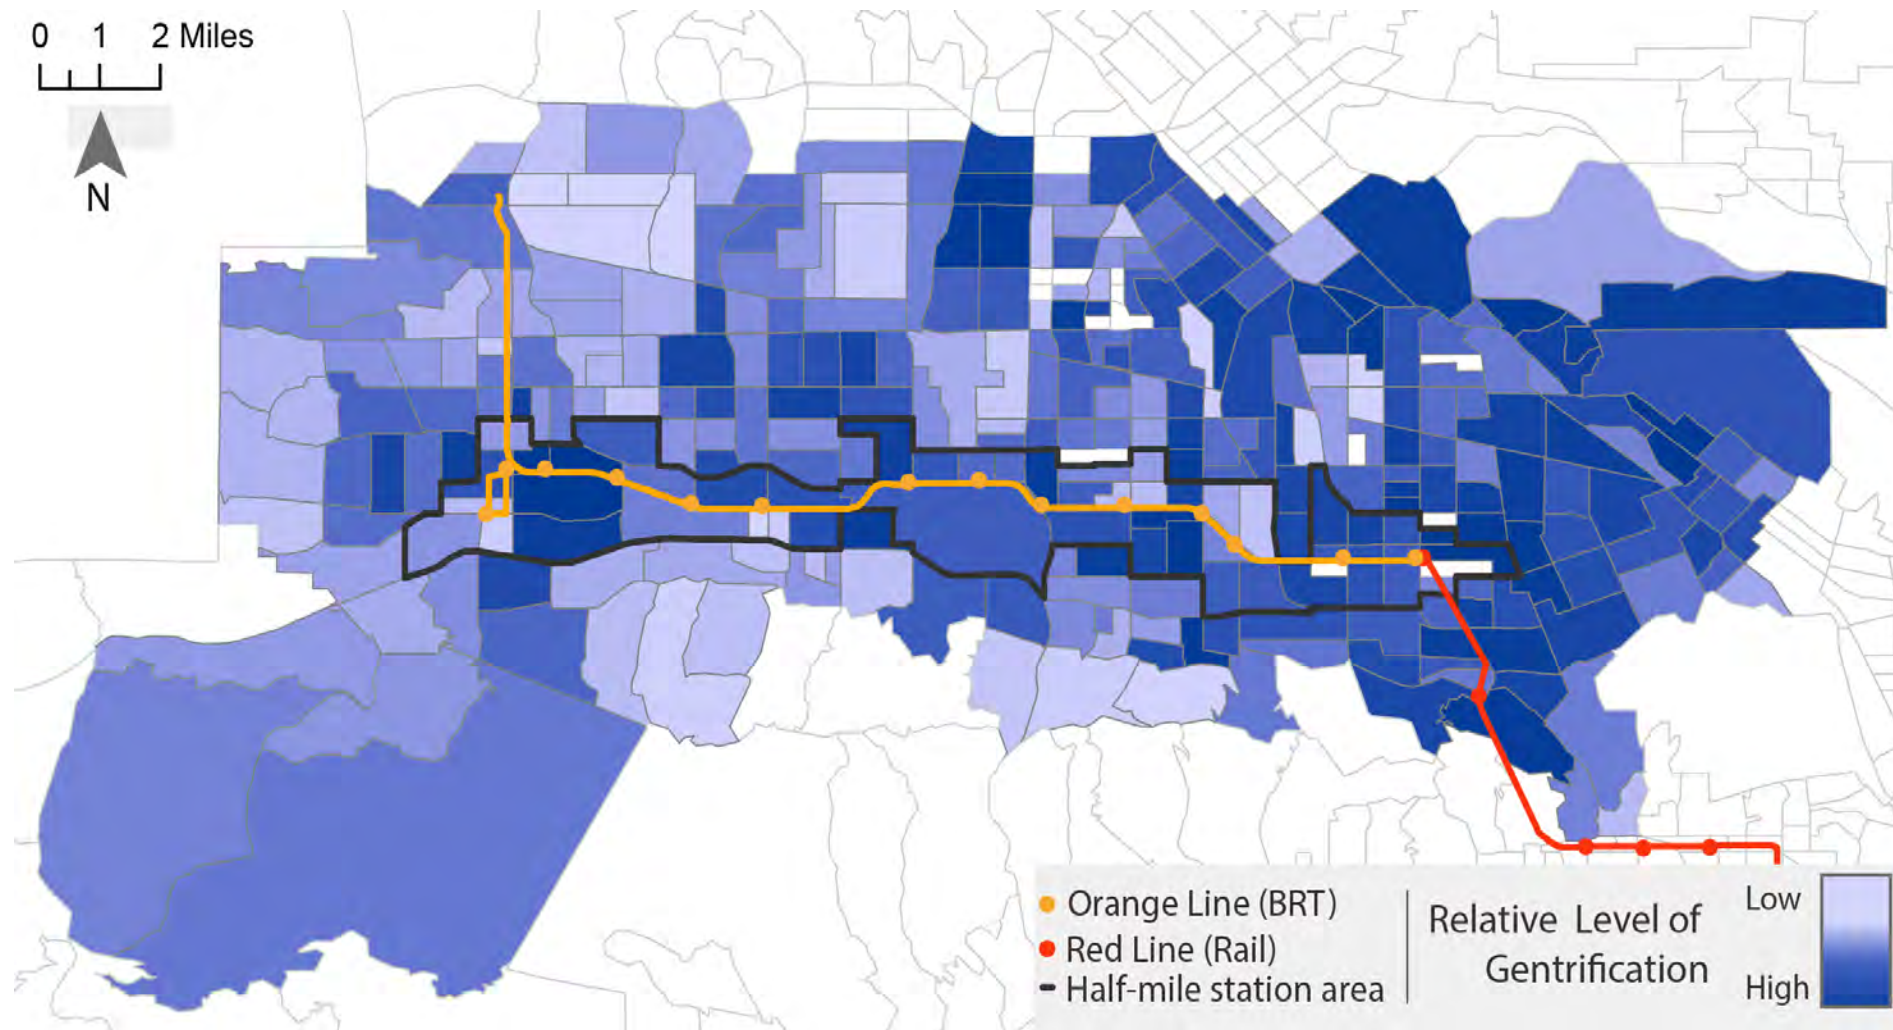 0 1 2 Miles
N
Orange Line (BRT)
Red Line (Rail)
Half-mile station area
Relative Level of
Gentrification
Low
High